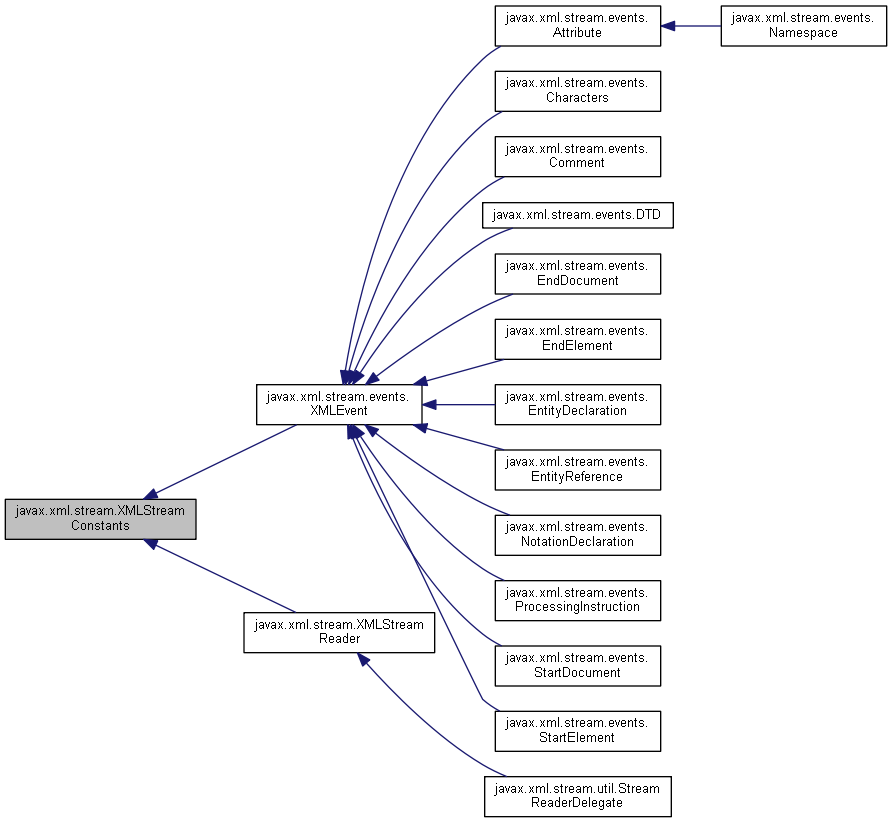 javax.xml.stream.events.
Attribute
javax.xml.stream.events.
Namespace
javax.xml.stream.events.
Characters
javax.xml.stream.events.
Comment
javax.xml.stream.events.DTD
javax.xml.stream.events.
EndDocument
javax.xml.stream.events.
EndElement
javax.xml.stream.events.
XMLEvent
javax.xml.stream.events.
EntityDeclaration
javax.xml.stream.events.
EntityReference
javax.xml.stream.XMLStream
Constants
javax.xml.stream.events.
NotationDeclaration
javax.xml.stream.events.
ProcessingInstruction
javax.xml.stream.XMLStream
Reader
javax.xml.stream.events.
StartDocument
javax.xml.stream.events.
StartElement
javax.xml.stream.util.Stream
ReaderDelegate